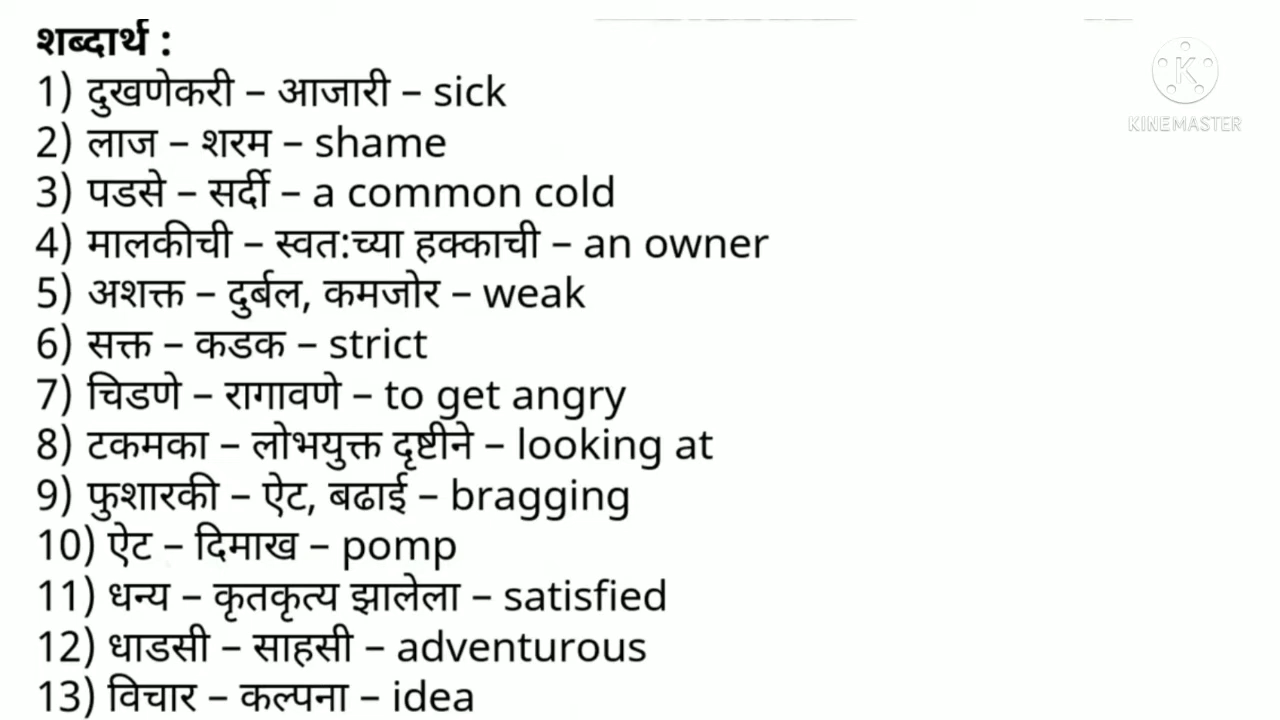 शब्दार्थ :
1) दुखणेकरी – आजारी – sick
2) लाज – शरम – shame
3) पडसे – सर्दी – a common cold
4) मालकीची – स्वत:च्या हक्काची – an owner
5) अशक्त – दुर्बल, कमजोर – weak
6) सक्त – कडक – strict
7) चिडणे – रागावणे – to get angry
8) टकमका – लोभयुक्त दृष्टीने – looking at
9) फुशारकी – ऐट, बढाई – bragging
10) ऐट – दिमाख – pomp
11) धन्य – कृतकृत्य झालेला – satisfied
12) धाडसी – साहसी – adventurous
13) विचार – कल्पना – idea
K
KINEMASTER